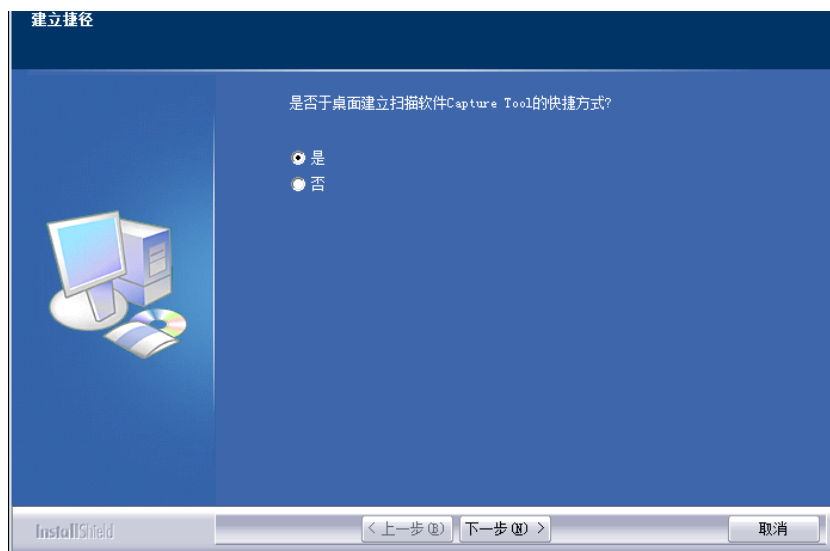 建立捷径
是否于桌面建立扫描软件Capture Tool的快捷方式?
是
否
InstallShield
< 上一步(B)
下一步(N) >
取消